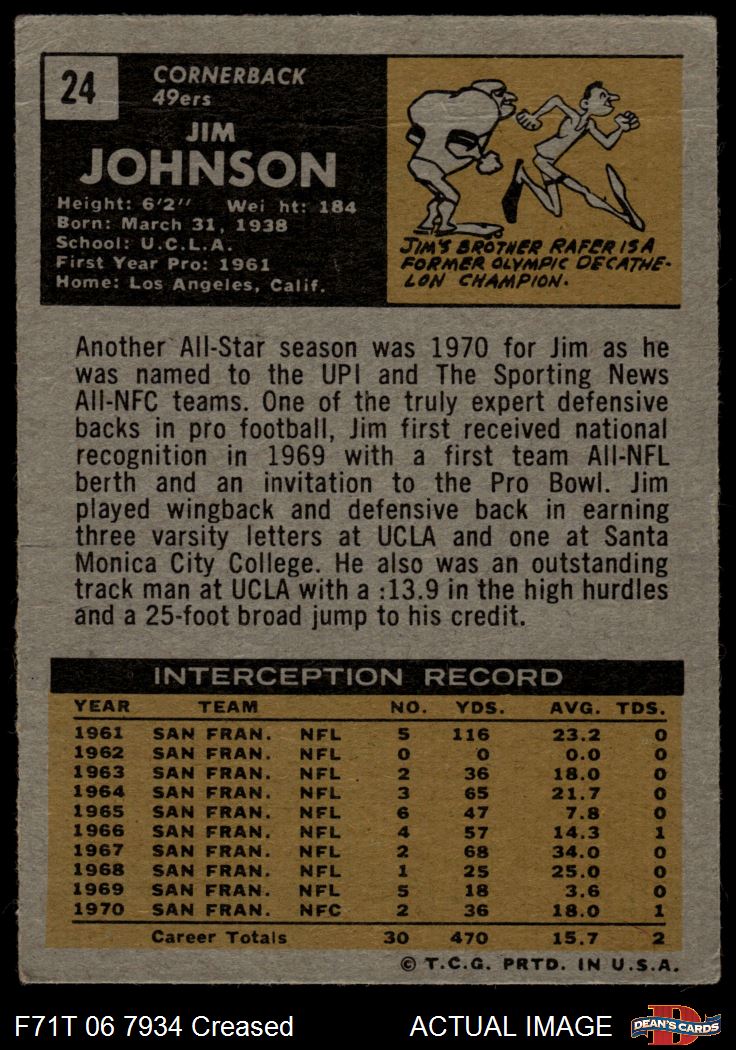 24
CORNERBACK
49ers
JIM
JOHNSON
Height: 6'2" Wei ht: 184
Born: March 31, 1938
School: U.C.L.A.
First Year Pro: 1961
Home: Los Angeles, Calif.
JIM'S BROTHER RAFER IS A
FORMER OLYMPIC DECATHE-
LON CHAMPION.
Another All-Star season was 1970 for Jim as he
was named to the UPI and The Sporting News
All-NFC teams. One of the truly expert defensive
backs in pro football, Jim first received national
recognition in 1969 with a first team All-NFL
berth and an invitation to the Pro Bowl. Jim
played wingback and defensive back in earning
three varsity letters at UCLA and one at Santa
Monica City College. He also was an outstanding
track man at UCLA with a :13.9 in the high hurdles
and a 25-foot broad jump to his credit.
INTERCEPTION RECORD
YEAR TEAM NO. YDS. AVG. TDS.
1961 SAN FRAN. NFL 5 116 23.2 0
1962 SAN FRAN. NFL 0 0 0.0 0
1963 SAN FRAN. NFL 2 36 18.0 0
1964 SAN FRAN. NFL 3 65 21.7 0
1965 SAN FRAN. NFL 6 47 7.8 0
1966 SAN FRAN. NFL 4 57 14.3 1
1967 SAN FRAN. NFL 2 68 34.0 0
1968 SAN FRAN. NFL 1 25 25.0 0
1969 SAN FRAN. NFL 5 18 3.6 0
1970 SAN FRAN. NFC 2 36 18.0 1
Career Totals 30 470 15.7 2
© T.C.G. PRTD. IN U.S.A.
F71T 06 7934 Creased ACTUAL IMAGE
DEAN'S CARDS